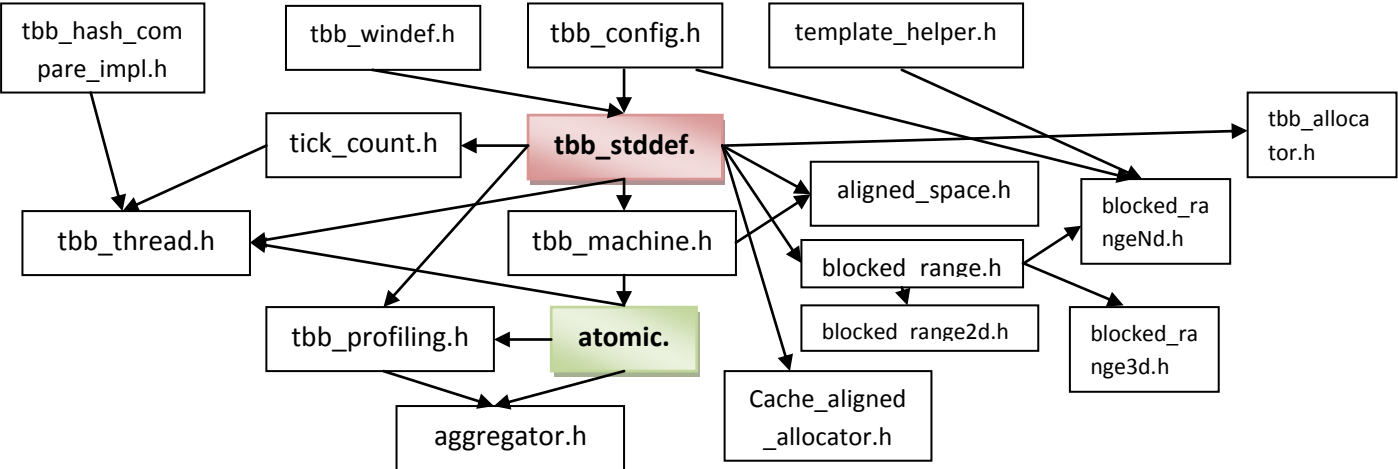 tbb_hash_com
pare_impl.h
tbb_windef.h
tbb_config.h
template_helper.h
tbb_alloca
tor.h
tick_count.h
tbb_stddef.
aligned_space.h
blocked_ra
ngeNd.h
tbb_thread.h
tbb_machine.h
blocked_range.h
tbb_profiling.h
atomic.
blocked_range2d.h
blocked_ra
nge3d.h
Cache_aligned
_allocator.h
aggregator.h